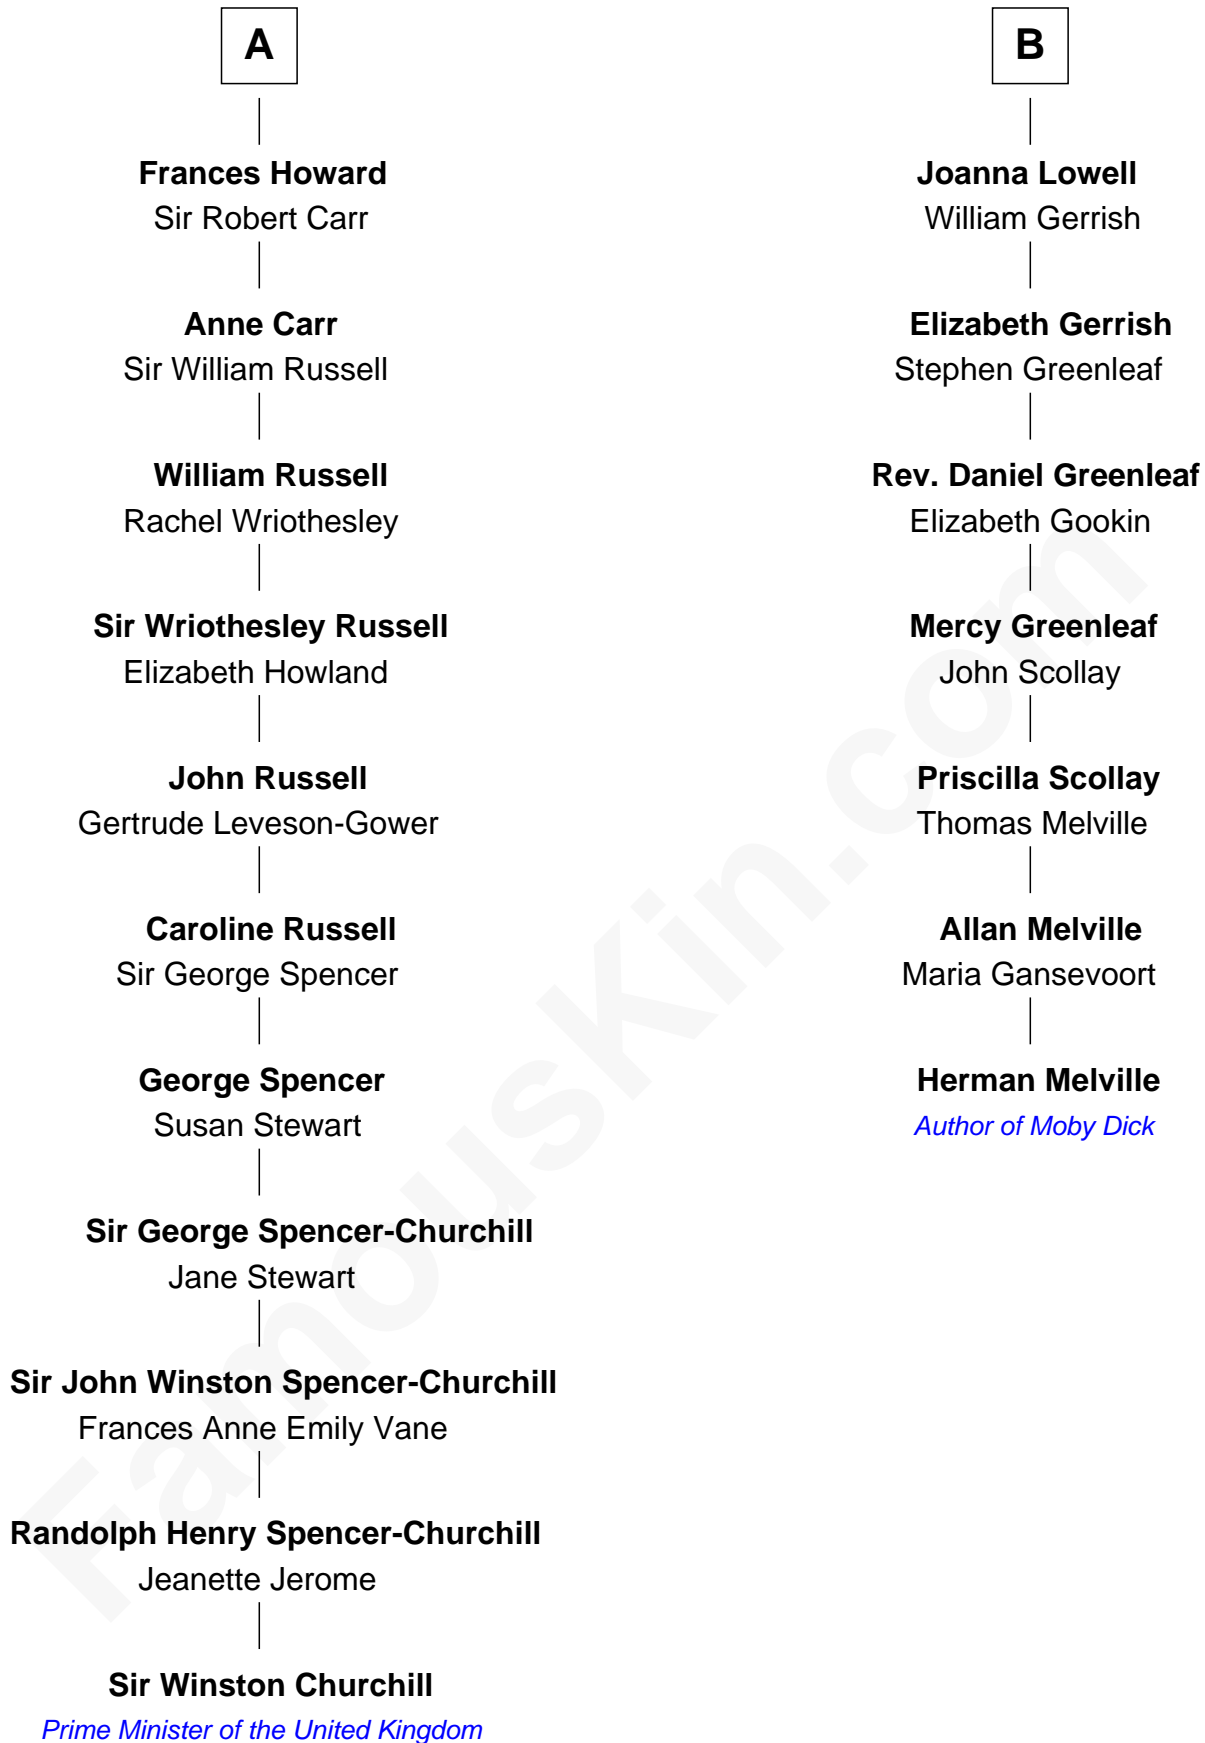 A
Frances Howard
Sir Robert Carr
Anne Carr
Sir William Russell
William Russell
Rachel Wriothesley
Sir Wriothesley Russell
Elizabeth Howland
John Russell
Gertrude Leveson-Gower
Caroline Russell
Sir George Spencer
George Spencer
Susan Stewart
Sir George Spencer-Churchill
Jane Stewart
Sir John Winston Spencer-Churchill
Frances Anne Emily Vane
Randolph Henry Spencer-Churchill
Jeanette Jerome
Sir Winston Churchill
Prime Minister of the United Kingdom
B
Joanna Lowell
William Gerrish
Elizabeth Gerrish
Stephen Greenleaf
Rev. Daniel Greenleaf
Elizabeth Gookin
Mercy Greenleaf
John Scollay
Priscilla Scollay
Thomas Melville
Allan Melville
Maria Gansevoort
Herman Melville
Author of Moby Dick
FamousKin.com